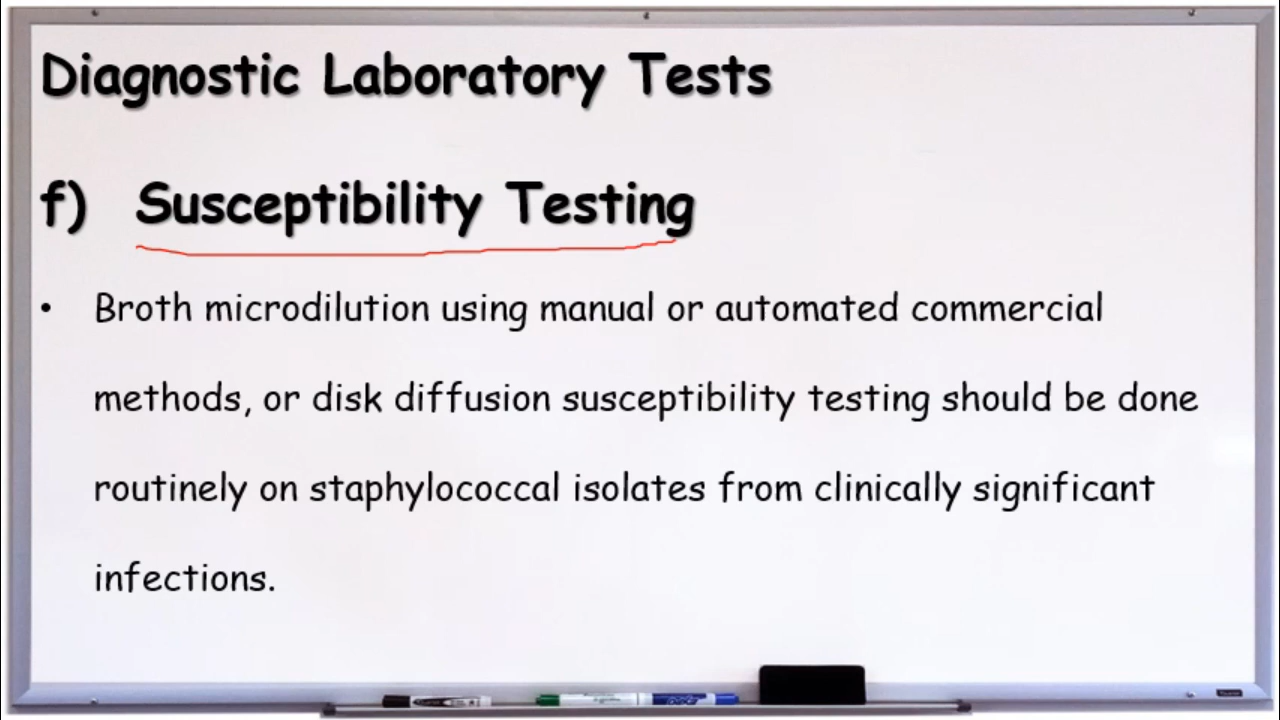 Diagnostic Laboratory Tests
f) Susceptibility Testing
• Broth microdilution using manual or automated commercial
methods, or disk diffusion susceptibility testing should be done
routinely on staphylococcal isolates from clinically significant
infections.